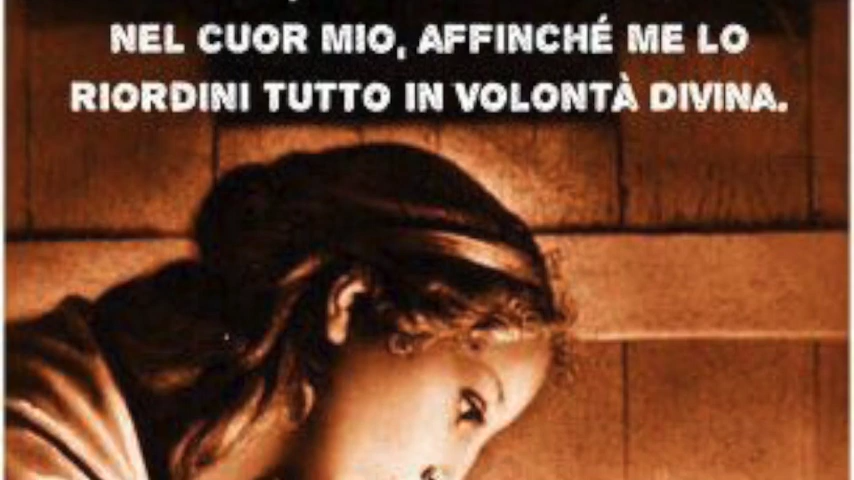 NEL CUOR MIO, AFFINCHÉ ME LO
RIORDINI TUTTO IN VOLONTÀ DIVINA.